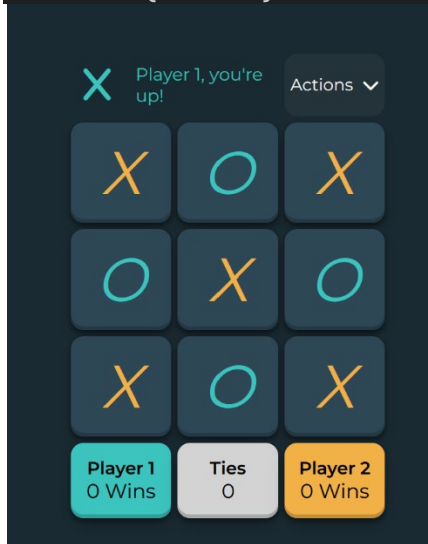 X Player 1, you're
up!
Actions
X O X
O X O
X O X
Player 1 Ties Player 2
0 Wins 0 0 Wins